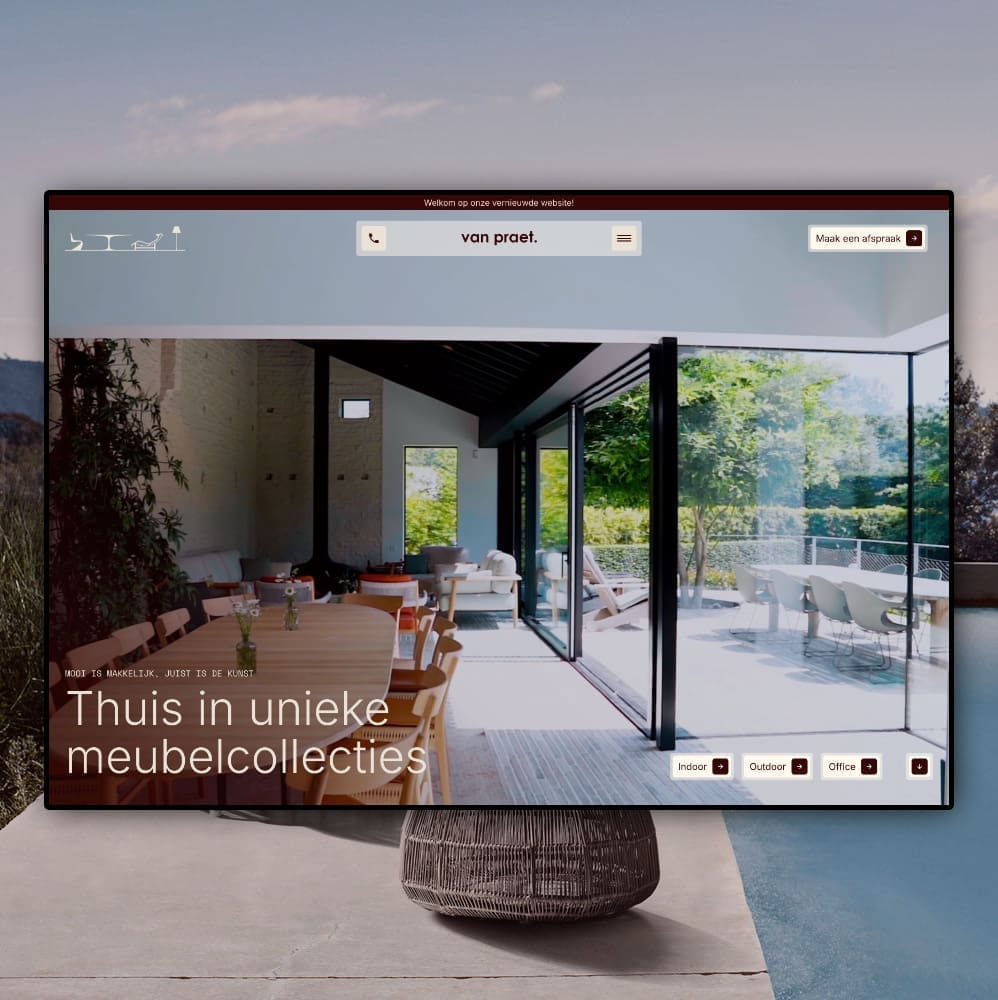 Welkom op onze vernieuwde website!
van praet.
Maak een afspraak
MOOI IS MAKKELIJK, JUIST IS DE KUNST
Thuis in unieke
meubelcollecties
Indoor
Outdoor
Office